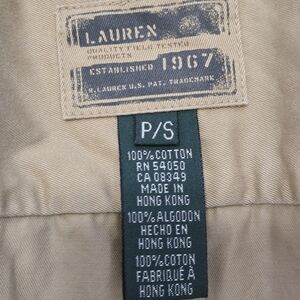 LAUREN
QUALITY FIELD TESTED
PRODUCTS
ESTABLISHED 1967
R. LAUREN U.S. PAT. TRADEMARK
P/S
100% COTTON
RN 54050
CA 08349
MADE IN
HONG KONG
100% ALGODON
HECHO EN
HONG KONG
100% COTON
FABRIQUÉ À
HONG KONG